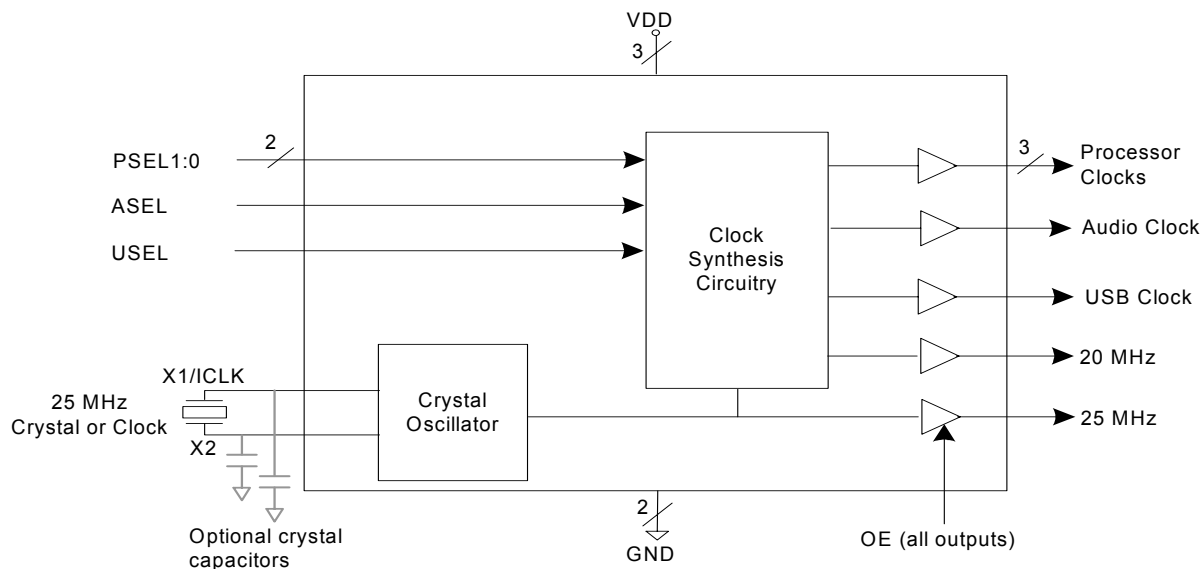 VDD
3
PSEL1:0
2
ASEL
USEL
Clock
Synthesis
Circuitry
3
Processor
Clocks
Audio Clock
USB Clock
20 MHz
25 MHz
X1/ICLK
25 MHz
Crystal or Clock
X2
Crystal
Oscillator
Optional crystal
capacitors
2
GND
OE (all outputs)